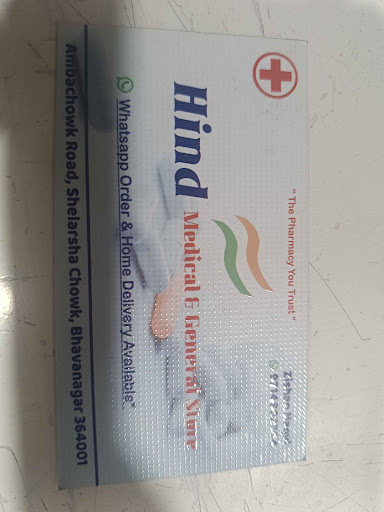 "The Pharmacy You Trust"
Hind
Medical & General Store
Whatsapp Order & Home Delivery Available*
Ambachowk Road, Shelarsha Chowk, Bhavanagar 364001